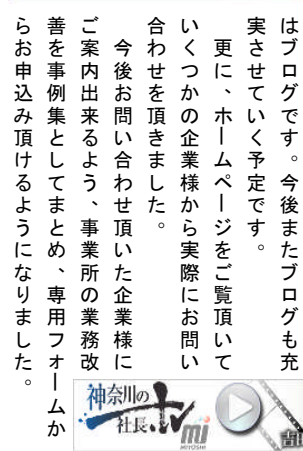 はブログです。今後またブログも充
実させていく予定です。
　更に、ホームページをご覧頂いて
いくつかの企業様から実際にお問い
合わせを頂きました。
　今後お問い合わせ頂いた企業様に
ご案内出来るよう、事業所の業務改
善を事例集としてまとめ、専用フォームか
らお申込み頂けるようになりました。
神奈川の
社長.tv
mi
MIYOSHI